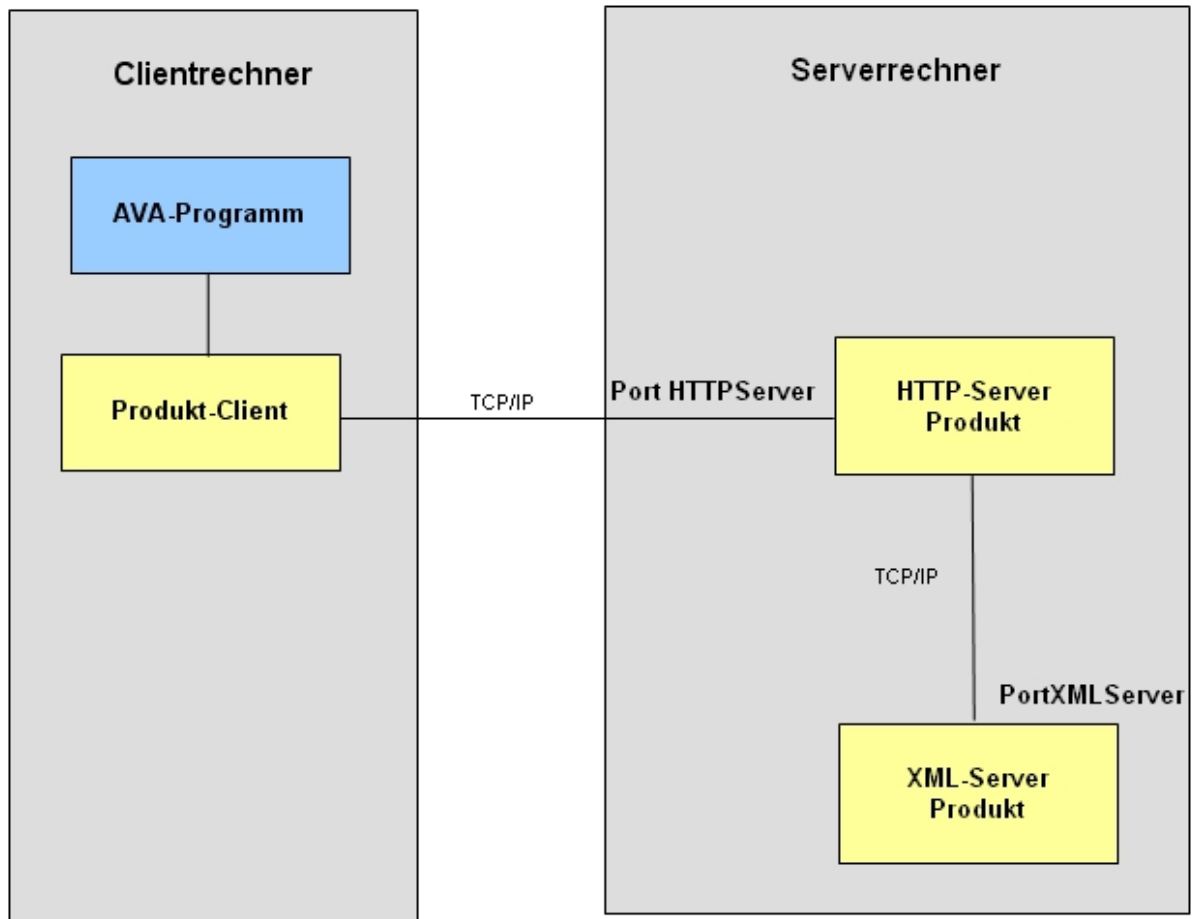 Clientrechner
Serverrechner
AVA-Programm
Produkt-Client
TCP/IP
Port HTTPServer
HTTP-Server
Produkt
TCP/IP
PortXMLServer
XML-Server
Produkt